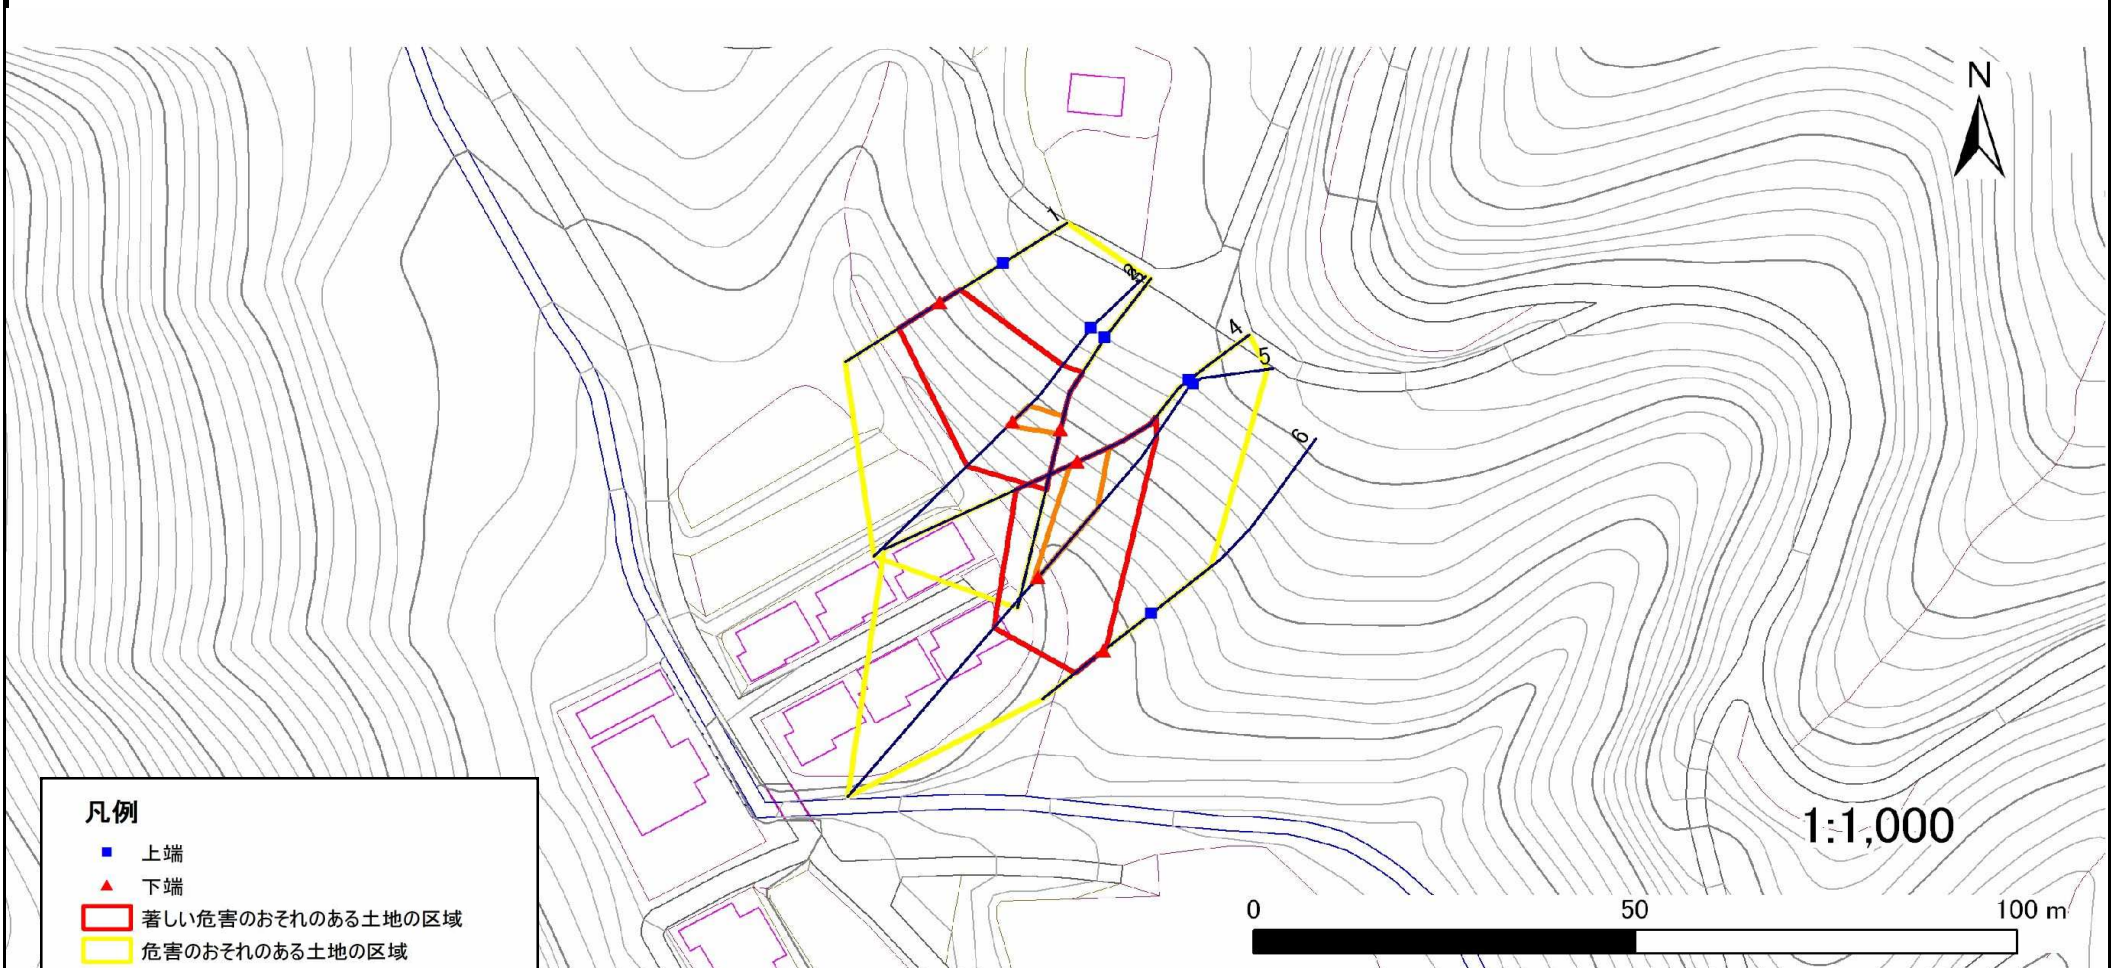 N
1
2
4
5
6
1:1,000
0 50 100 m
凡例
上端
下端
著しい危害のおそれのある土地の区域
危害のおそれのある土地の区域